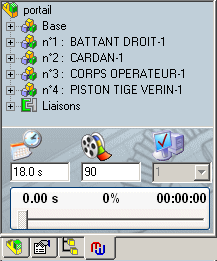 portail
Base
n°1 : BATTANT DROIT-1
n°2 : CARDAN-1
n°3 : CORPS OPERATEUR-1
n°4 : PISTON TIGE VERIN-1
Liaisons
18.0 s 90 1
0.00 s 0% 00:00:00